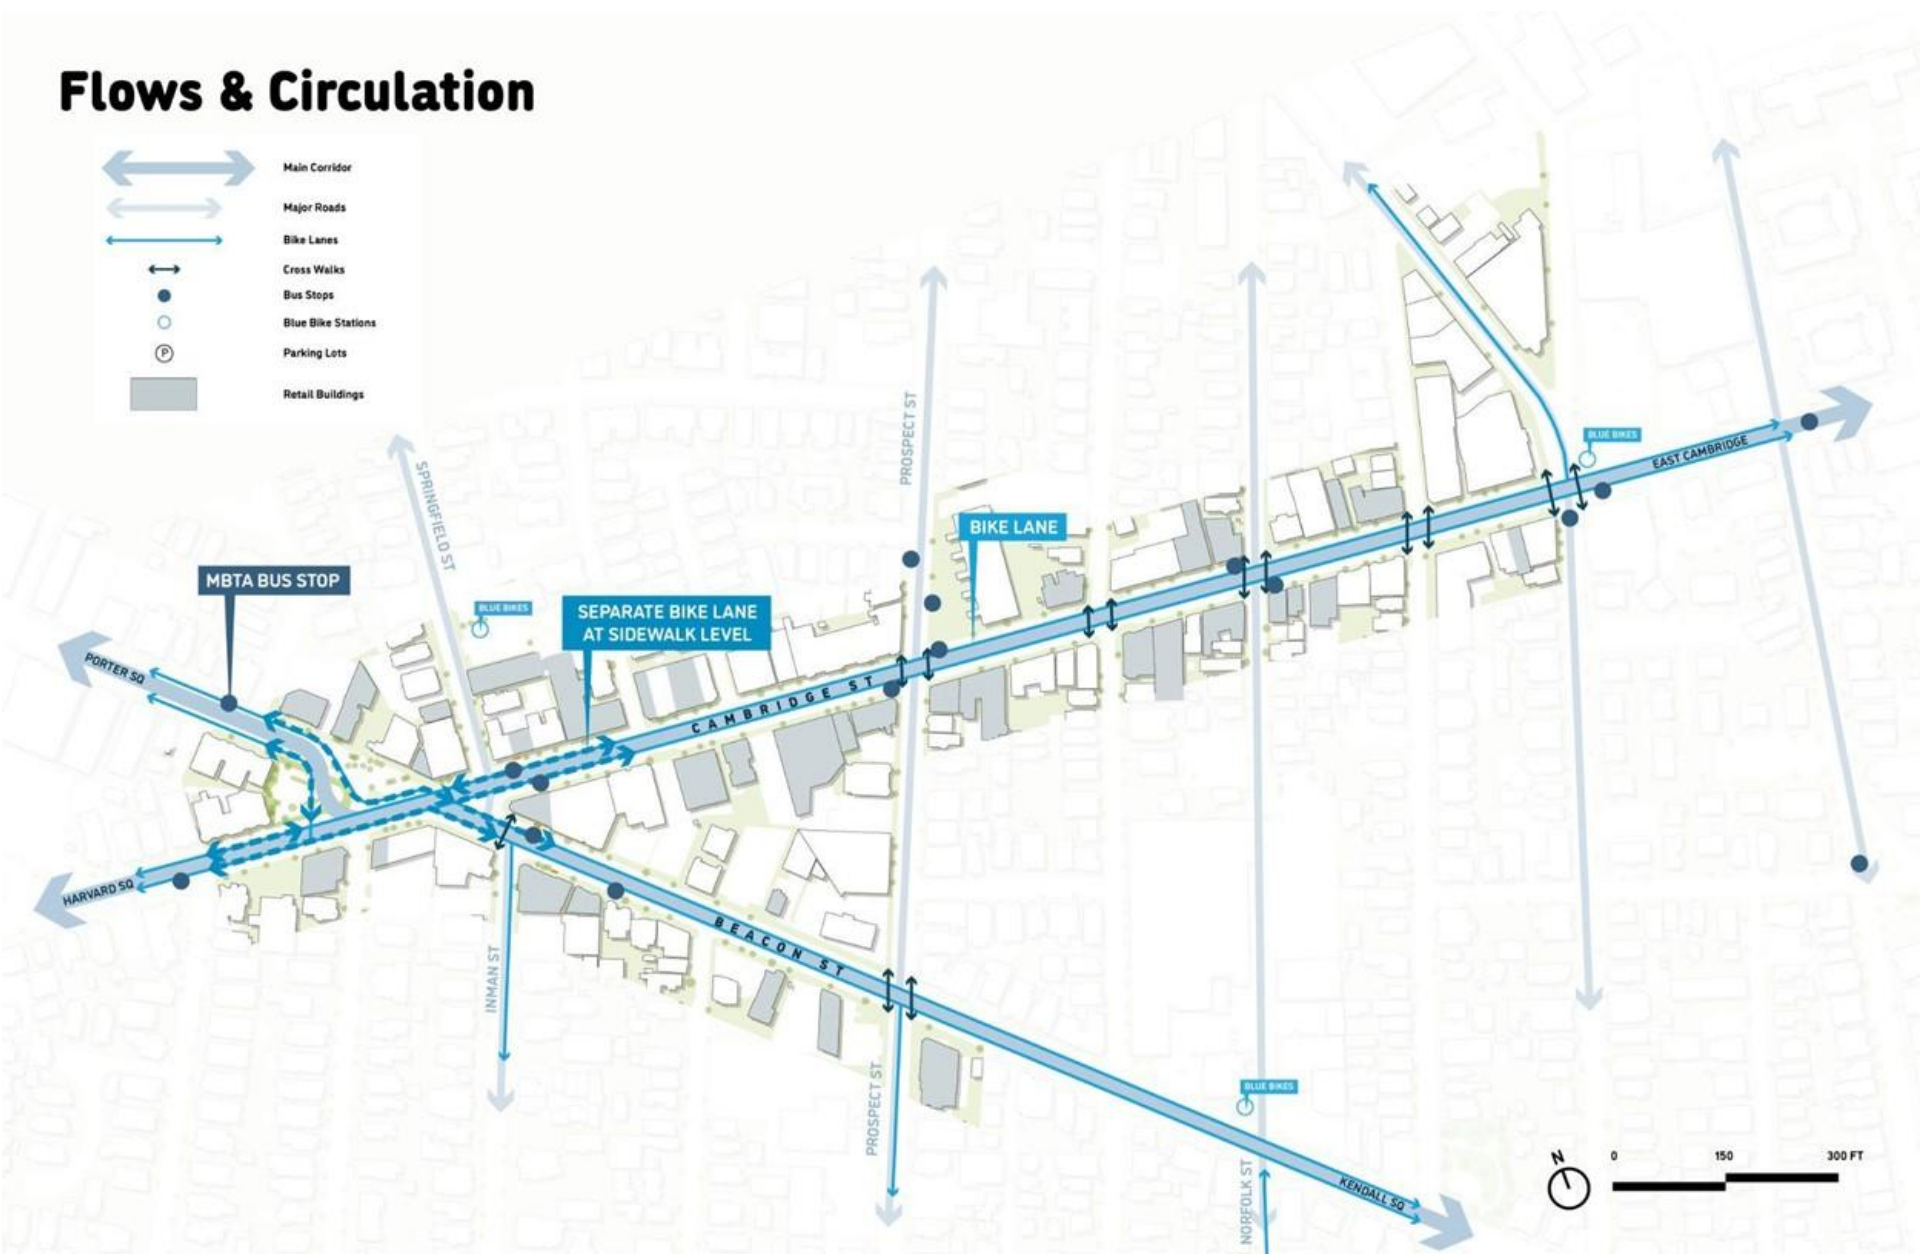 Flows & Circulation
Main Corridor
Major Roads
Bike Lanes
Cross Walks
Bus Stops
Blue Bike Stations
P
Parking Lots
Retail Buildings
SPRINGFIELD ST
PROSPECT ST
BLUE BIKES
EAST CAMBRIDGE
BIKE LANE
MBTA BUS STOP
BLUE BIKES
SEPARATE BIKE LANE
AT SIDEWALK LEVEL
PORTER SQ
CAMBRIDGE ST
HARVARD SQ
BEACON ST
INMAN ST
PROSPECT ST
BLUE BIKES
NORFOLK ST
KENDALL SQ
N
0 150 300 FT